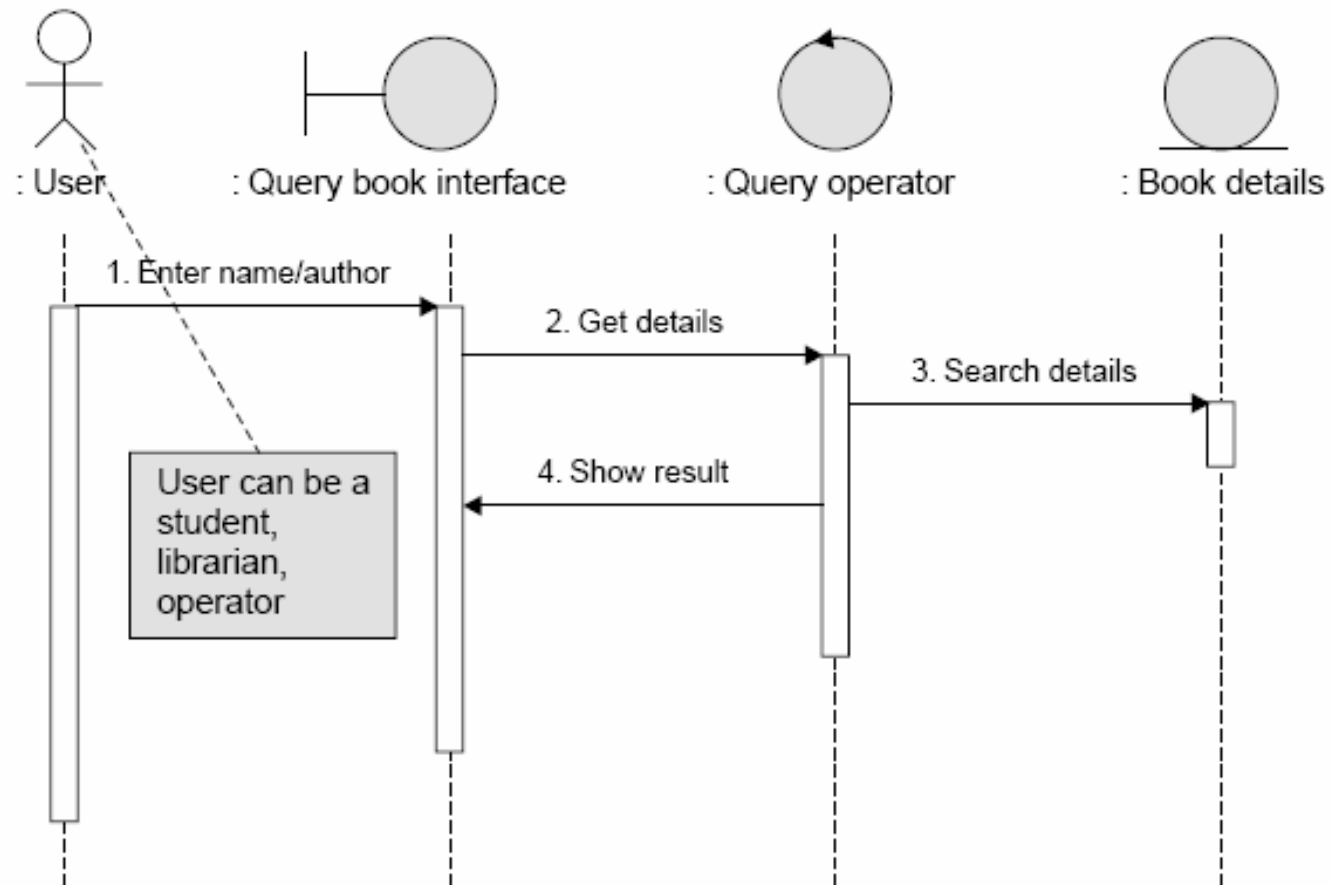 : User
: Query book interface
: Query operator
: Book details
1. Enter name/author
2. Get details
3. Search details
4. Show result
User can be a
student,
librarian,
operator